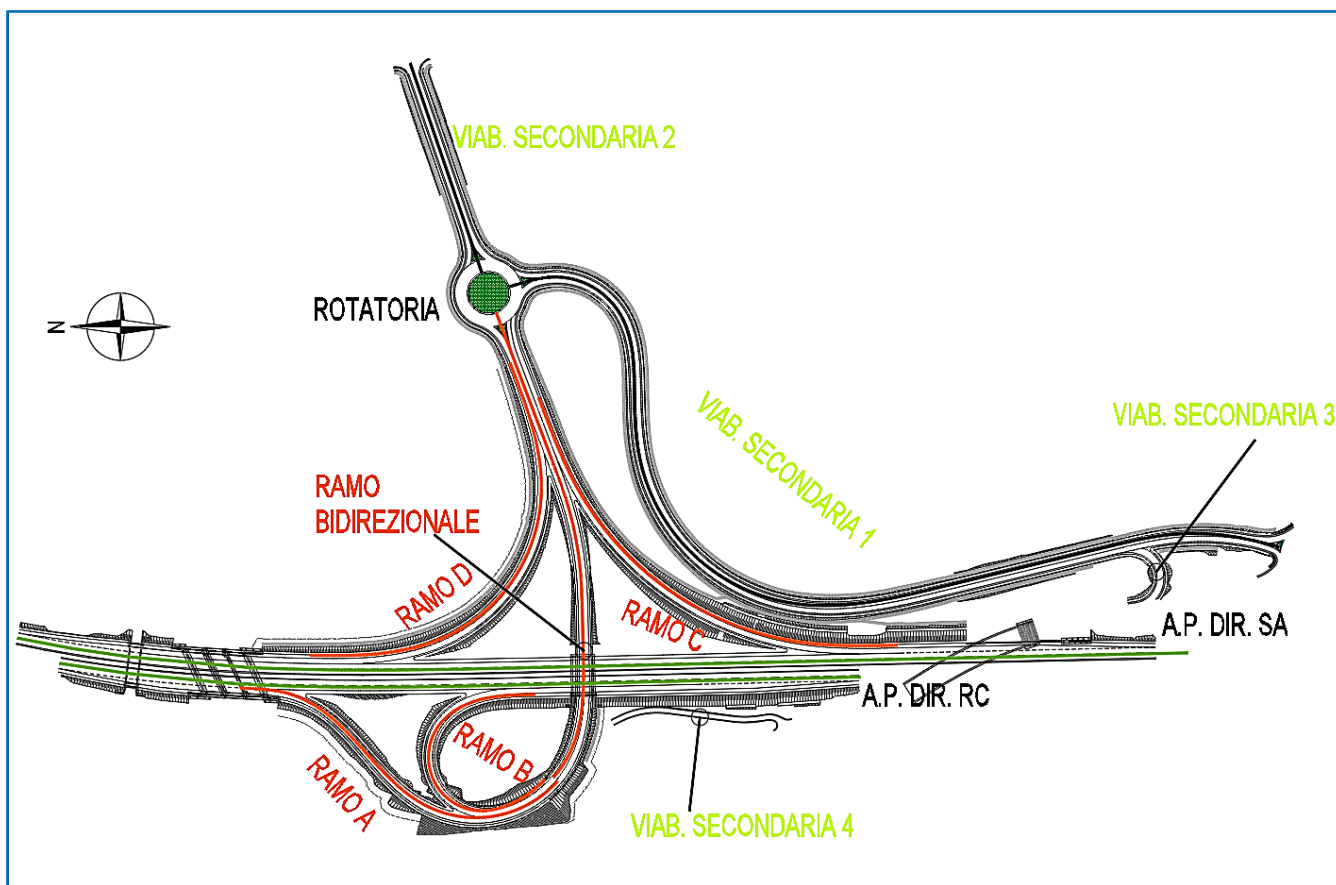 VIAB. SECONDARIA 2
ROTATORIA
N
VIAB. SECONDARIA 1
VIAB. SECONDARIA 3
RAMO
BIDIREZIONALE
RAMO D
RAMO C
A.P. DIR. SA
A.P. DIR. RC
RAMO B
RAMO A
VIAB. SECONDARIA 4